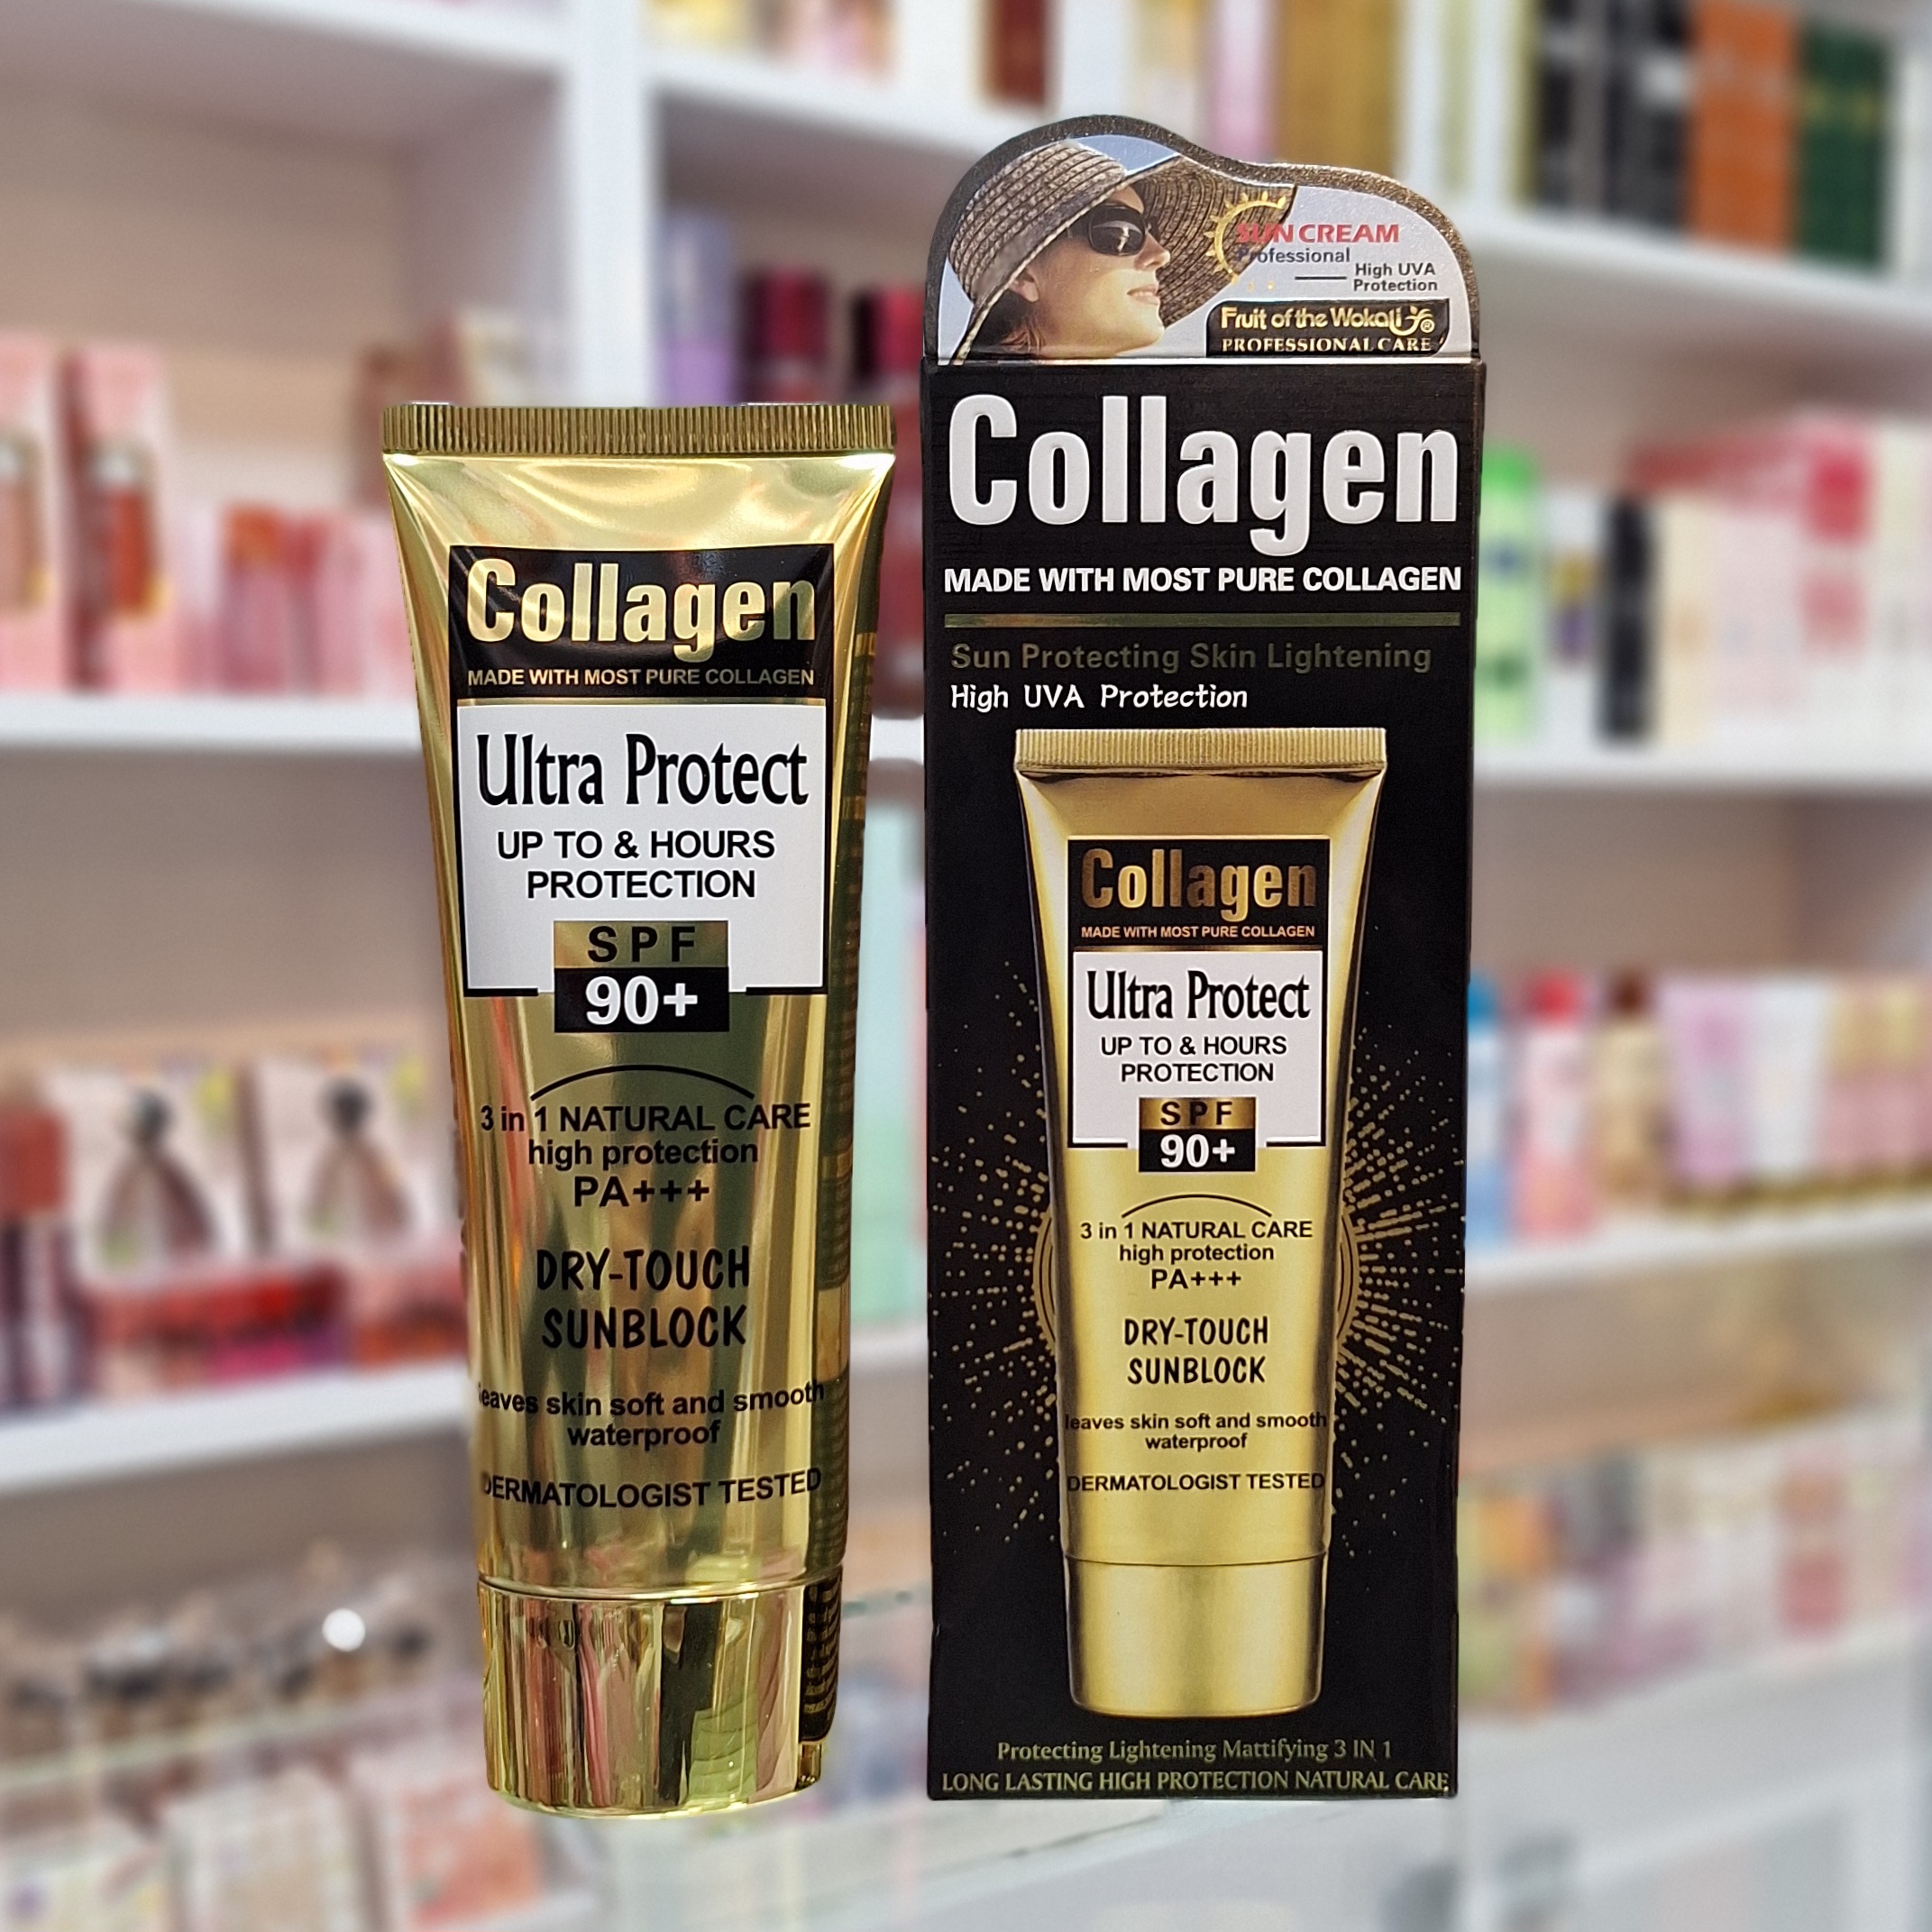 Collagen
MADE WITH MOST PURE COLLAGEN
Ultra Protect
UP TO & HOURS
PROTECTION
SPF
90+
3 in 1 NATURAL CARE
high protection
PA+++
DRY-TOUCH
SUNBLOCK
leaves skin soft and smooth
waterproof
DERMATOLOGIST TESTED
SUN CREAM
Professional
High UVA
Protection
Fruit of the Wokali ®
PROFESSIONAL CARE
Collagen
MADE WITH MOST PURE COLLAGEN
Sun Protecting Skin Lightening
High UVA Protection
Collagen
MADE WITH MOST PURE COLLAGEN
Ultra Protect
UP TO & HOURS
PROTECTION
SPF
90+
3 in 1 NATURAL CARE
high protection
PA+++
DRY-TOUCH
SUNBLOCK
leaves skin soft and smooth
waterproof
DERMATOLOGIST TESTED
Protecting Lightening Mattifying 3 IN 1
LONG LASTING HIGH PROTECTION NATURAL CARE